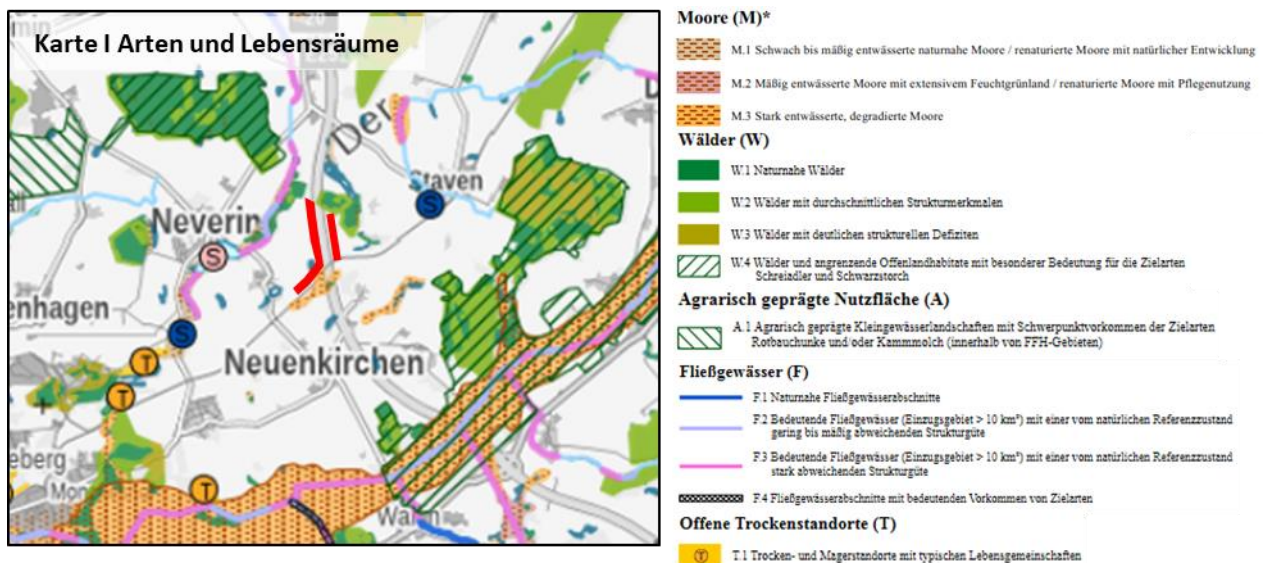 min
20
Karte I Arten und Lebensräume
Der
D
Staven
S
all
Neverin
S
enhagen
S
T
Neuenkirchen
T
eberg
Mon
T
Moore (M)*
M.1 Schwach bis mäßig entwässerte naturnahe Moore / renaturierte Moore mit natürlicher Entwicklung
M.2 Mäßig entwässerte Moore mit extensivem Feuchtgrünland / renaturierte Moore mit Pflegenutzung
M.3 Stark entwässerte, degradierte Moore
Wälder (W)
W.1 Naturnahe Wälder
W.2 Wälder mit durchschnittlichen Strukturmerkmalen
W.3 Wälder mit deutlichen strukturellen Defiziten
W.4 Wälder und angrenzende Offenlandhabitate mit besonderer Bedeutung für die Zielarten
Schreiadler und Schwarzstorch
Agrarisch geprägte Nutzfläche (A)
A.1 Agrarisch geprägte Kleingewässerlandschaften mit Schwerpunktvorkommen der Zielarten
Rotbauchunke und/oder Kammmolch (innerhalb von FFH-Gebieten)
Fließgewässer (F)
F.1 Naturnahe Fließgewässerabschnitte
F.2 Bedeutende Fließgewässer (Einzugsgebiet > 10 km²) mit einer vom natürlichen Referenzzustand
gering bis mäßig abweichenden Strukturgüte
F.3 Bedeutende Fließgewässer (Einzugsgebiet > 10 km²) mit einer vom natürlichen Referenzzustand
stark abweichenden Strukturgüte
F.4 Fließgewässerabschnitte mit bedeutenden Vorkommen von Zielarten
Offene Trockenstandorte (T)
T T.1 Trocken- und Magerstandorte mit typischen Lebensgemeinschaften